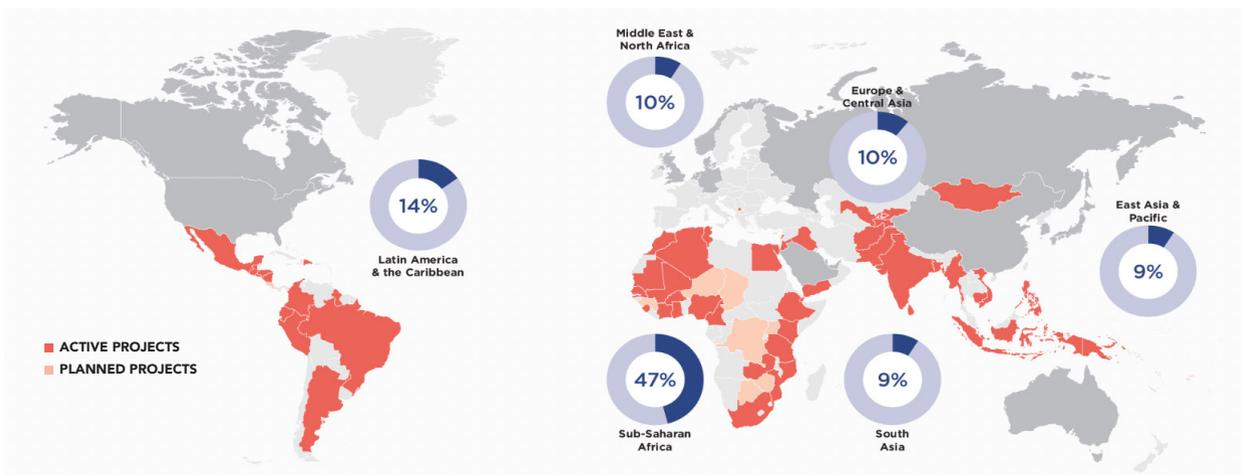 Middle East &
North Africa
10%
Europe &
Central Asia
10%
14%
Latin America
& the Caribbean
East Asia &
Pacific
9%
ACTIVE PROJECTS
PLANNED PROJECTS
47%
Sub-Saharan
Africa
9%
South
Asia